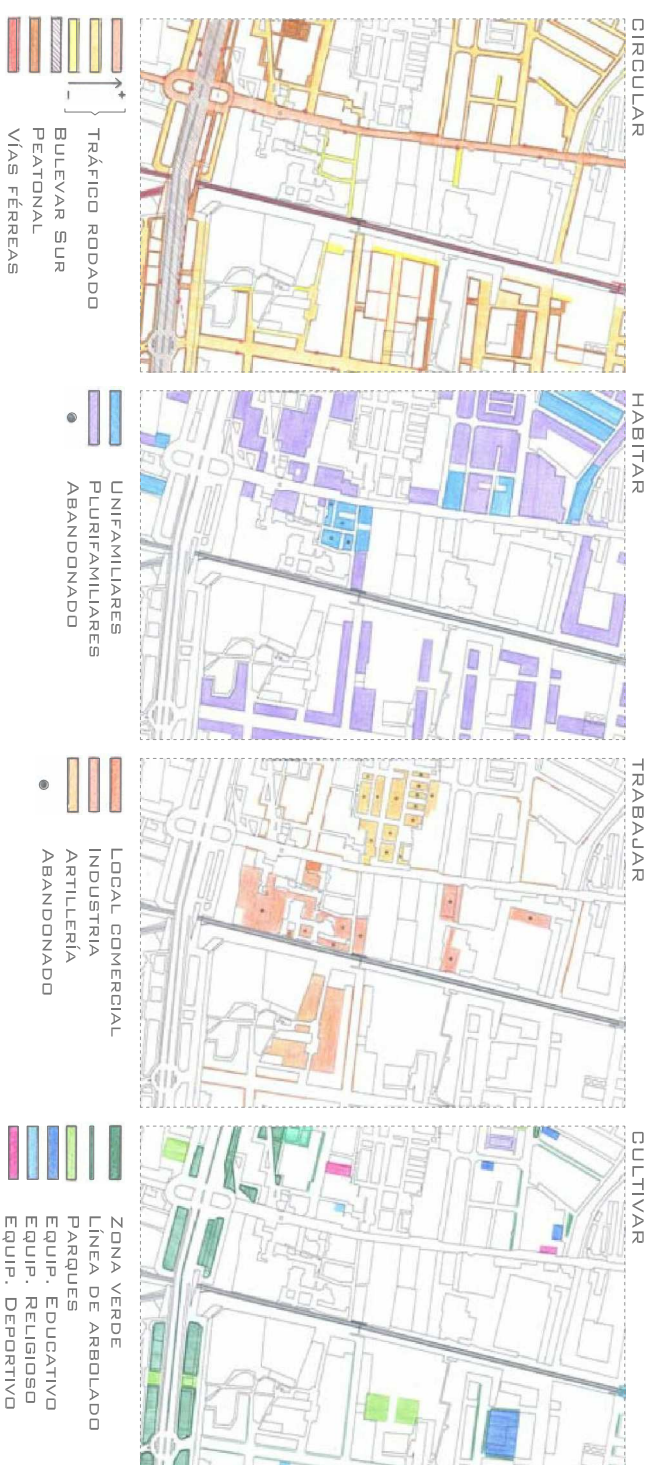 CIRCULAR
+
-
TRÁFICO RODADO
BULEVAR SUR
PEATONAL
VÍAS FÉRREAS
HABITAR
UNIFAMILIARES
PLURIFAMILIARES
ABANDONADO
TRABAJAR
LOCAL COMERCIAL
INDUSTRIA
ARTILLERÍA
ABANDONADO
CULTIVAR
ZONA VERDE
LÍNEA DE ARBOLADO
PARQUES
EQUIP. EDUCATIVO
EQUIP. RELIGIOSO
EQUIP. DEPORTIVO